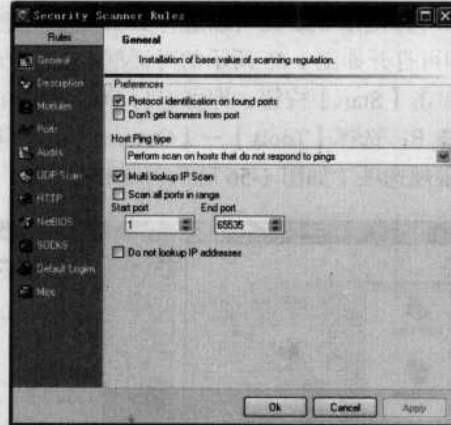 Security Scanner Rules
Rules
General
Description
Modules
Ports
Audits
UDP Scan
HTTP
NetBIOS
SOCKS
Default Logins
Misc
General
Installation of base value of scanning regulation.
Preferences
Protocol identification on found ports
Don't get banners from port
Host Ping type
Perform scan on hosts that do not respond to pings
Multi lookup IP Scan
Scan all ports in range
Start port End port
1 65535
Do not lookup IP addresses
Ok Cancel Apply